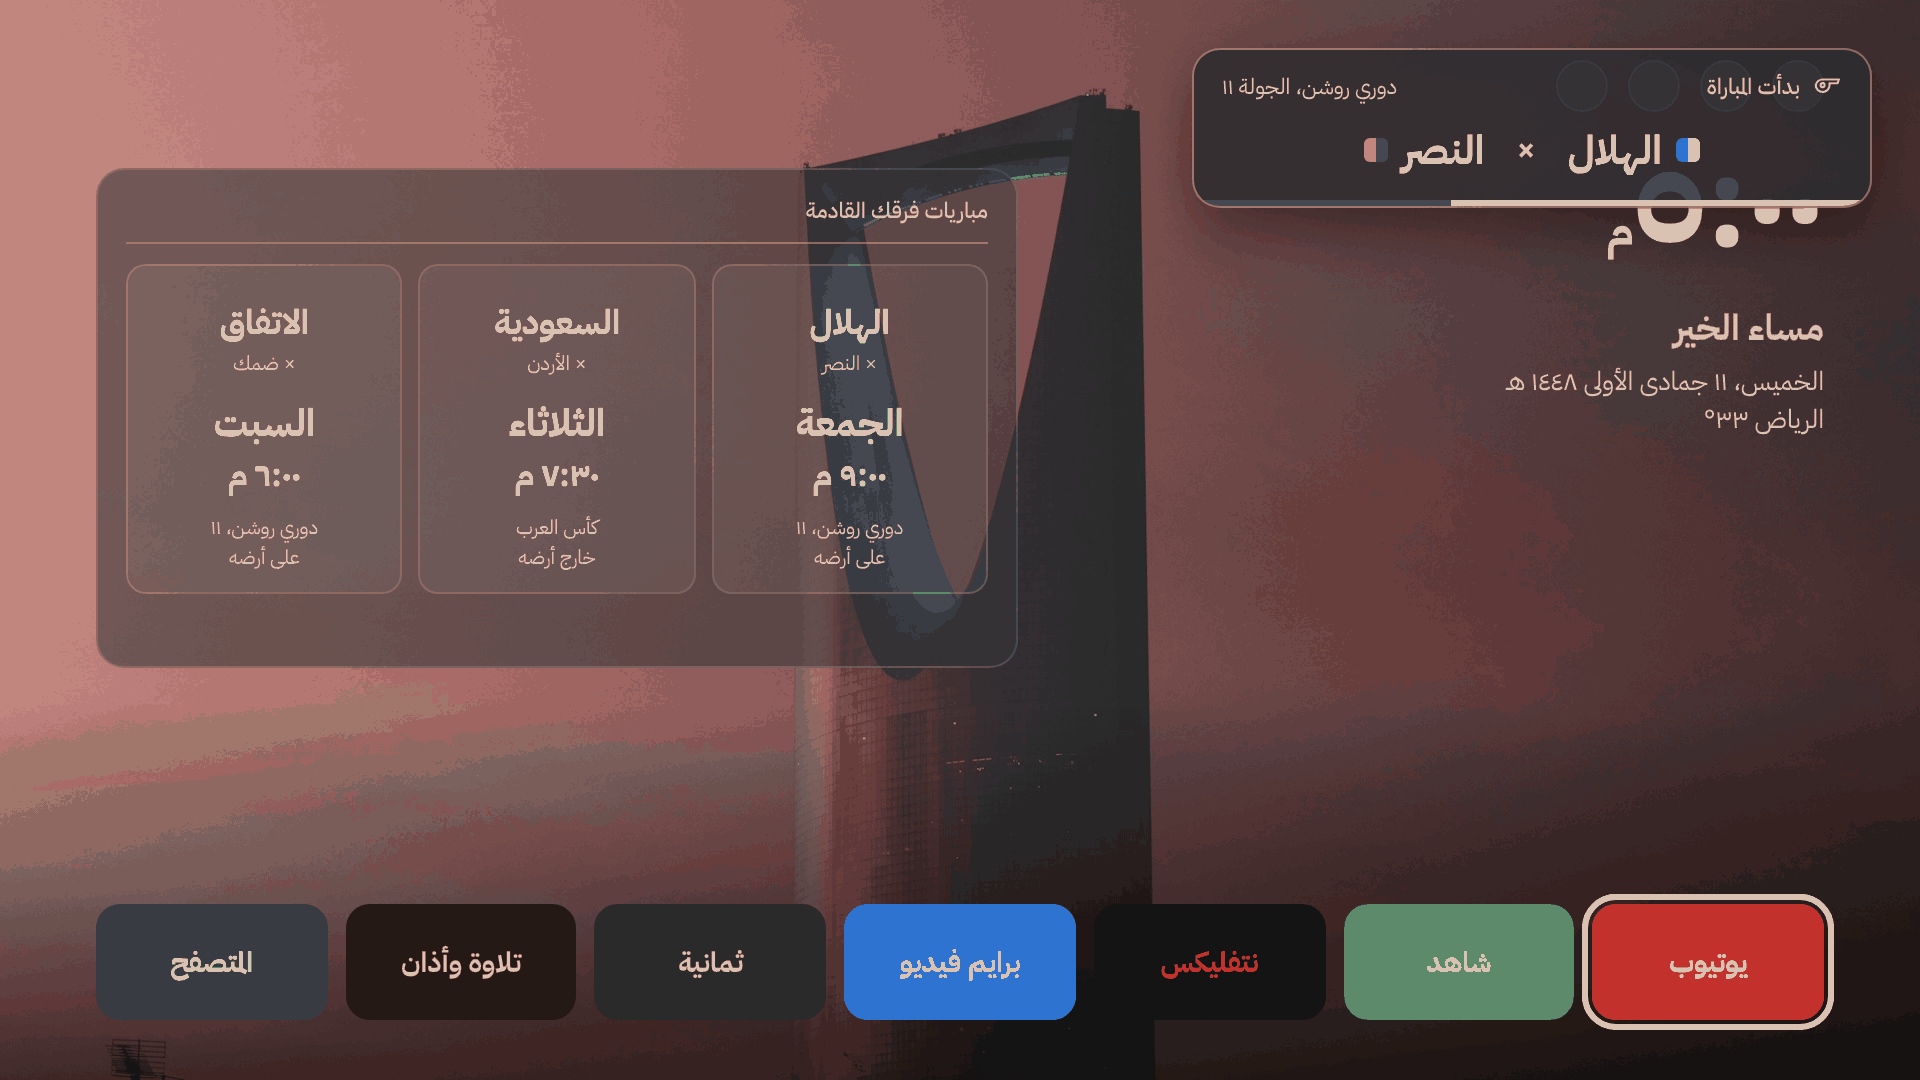 بدأت المباراة
دوري روشن، الجولة ١١
الهلال × النصر
٥:٠٠ م
مساء الخير
الخميس، ١١ جمادى الأولى ١٤٤٨ هـ
الرياض ٣٣°
مباريات فرقك القادمة
الهلال
× النصر
الجمعة
٩:٠٠ م
دوري روشن، ١١
على أرضه
السعودية
× الأردن
الثلاثاء
٧:٣٠ م
كأس العرب
خارج أرضه
الاتفاق
× ضمك
السبت
٦:٠٠ م
دوري روشن، ١١
على أرضه
يوتيوب
شاهد
نتفليكس
برايم فيديو
ثمانية
تلاوة وأذان
المتصفح